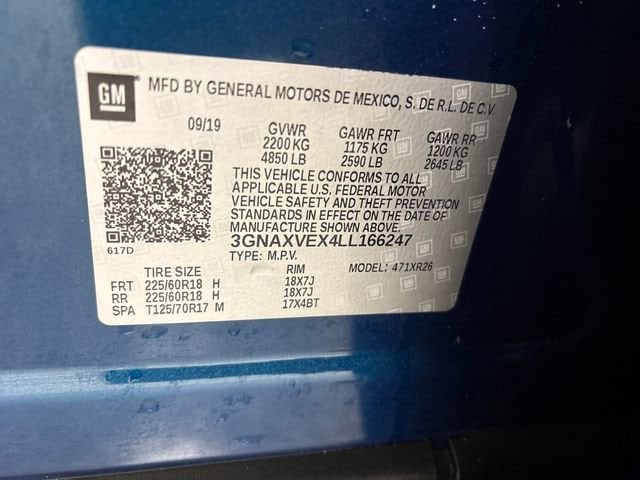 GM
MFD BY GENERAL MOTORS DE MEXICO, S. DE R.L. DE C.V.
09/19 GVWR GAWR FRT GAWR RR
2200 KG 1175 KG 1200 KG
4850 LB 2590 LB 2645 LB
THIS VEHICLE CONFORMS TO ALL
APPLICABLE U.S. FEDERAL MOTOR
VEHICLE SAFETY AND THEFT PREVENTION
STANDARDS IN EFFECT ON THE DATE
OF MANUFACTURE SHOWN ABOVE.
617D 3GNAXVEX4LL166247
TYPE: M.P.V. MODEL: 471XR26
TIRE SIZE RIM
FRT 225/60R18 H 18X7J
RR 225/60R18 H 18X7J
SPA T125/70R17 M 17X4BT